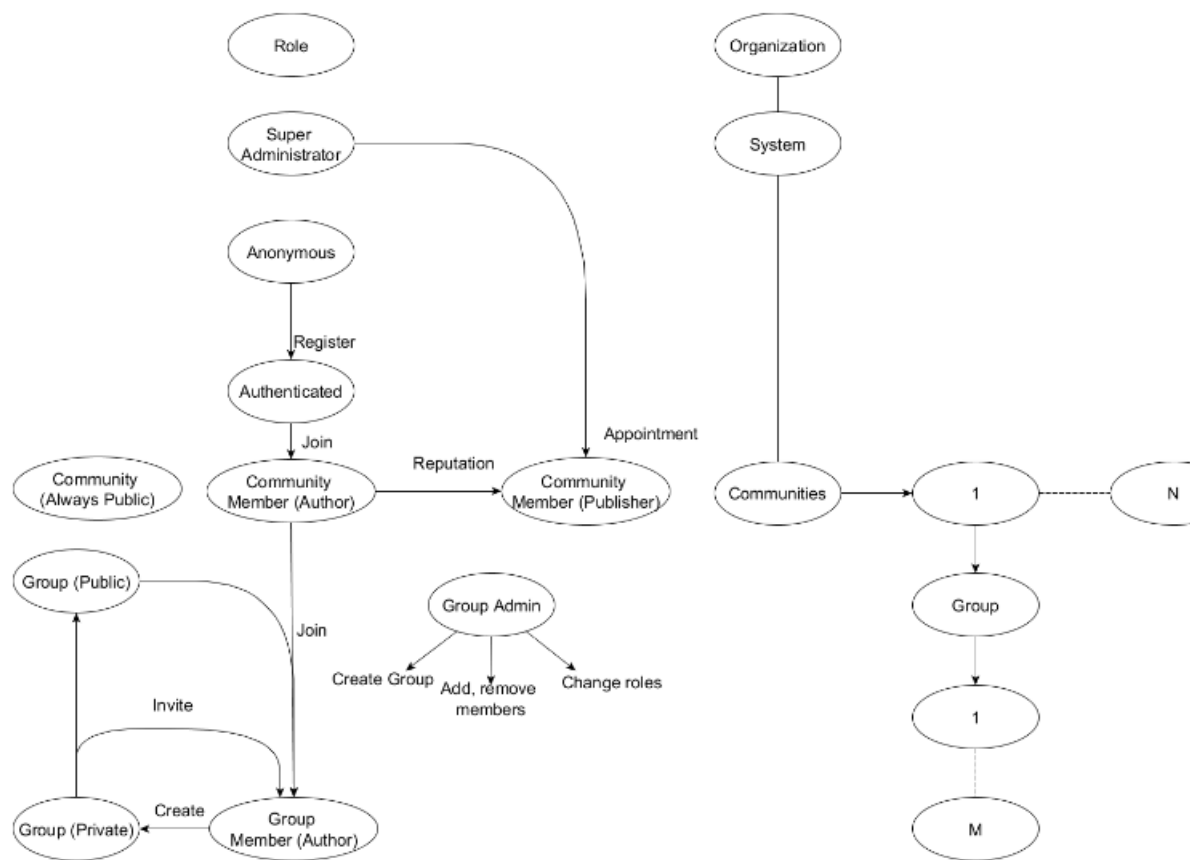 Role
Organization
Super
Administrator
System
Anonymous
Register
Authenticated
Join
Appointment
Reputation
Community
(Always Public)
Community
Member (Author)
Community
Member (Publisher)
Communities
1
N
Group (Public)
Group Admin
Group
Join
Create Group
Add, remove
members
Change roles
Invite
1
Create
Group (Private)
Group
Member (Author)
M